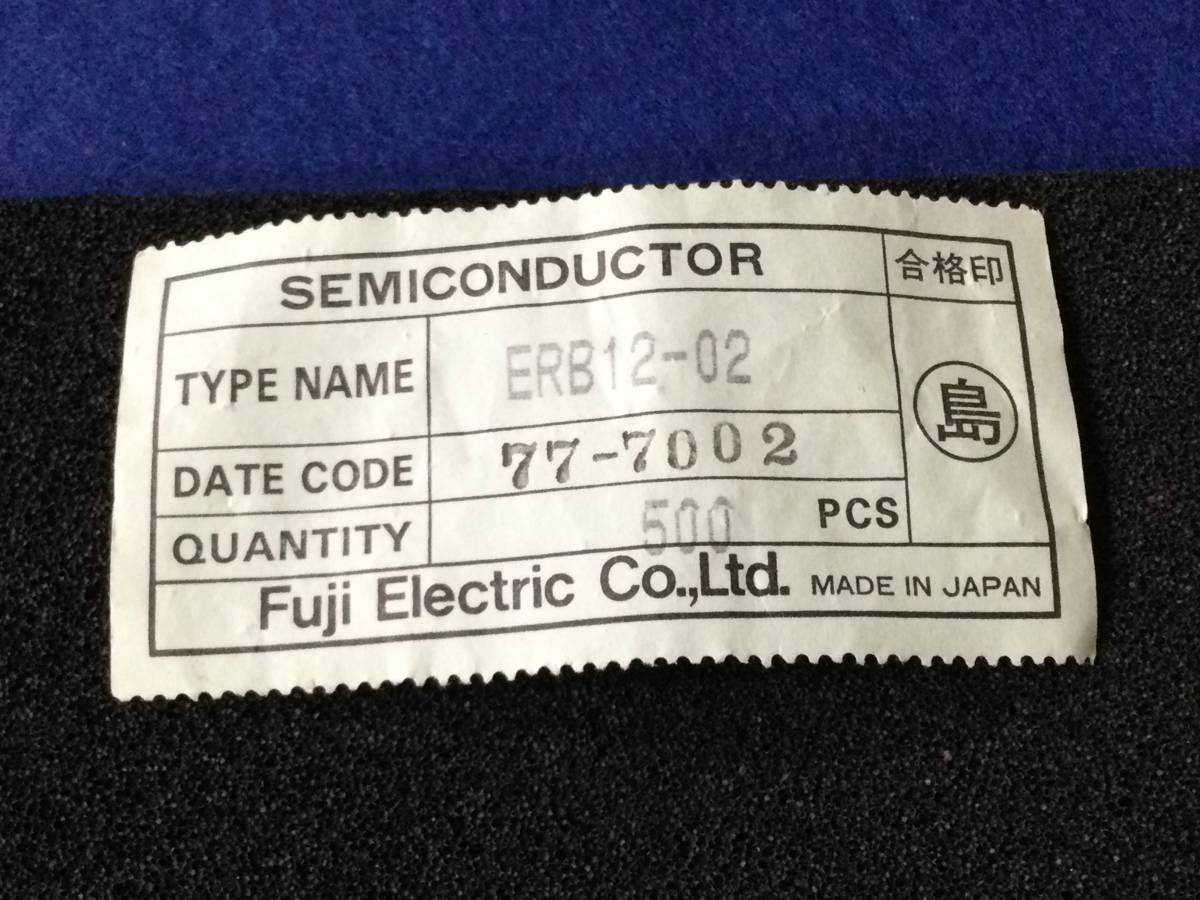 SEMICONDUCTOR
合格印
TYPE NAME ERB12-02
島
DATE CODE 77-7002
QUANTITY 500 PCS
Fuji Electric Co.,Ltd. MADE IN JAPAN